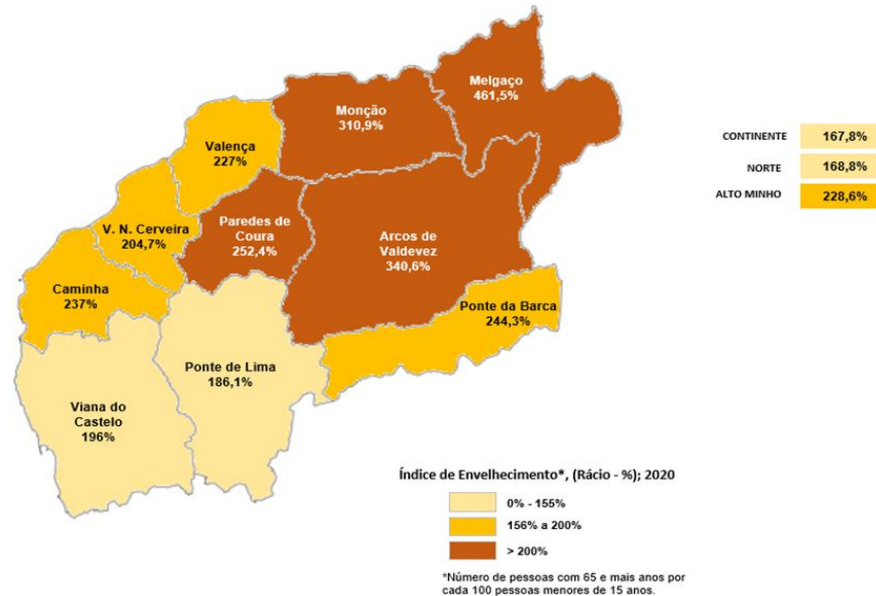 Melgaço
461,5%
Monção
310,9%
Valença
227%
CONTINENTE 167,8%
NORTE 168,8%
ALTO MINHO 228,6%
V. N. Cerveira
204,7%
Paredes de
Coura
252,4%
Arcos de
Valdevez
340,6%
Caminha
237%
Ponte da Barca
244,3%
Ponte de Lima
186,1%
Viana do
Castelo
196%
Índice de Envelhecimento*, (Rácio - %); 2020
0% - 155%
156% a 200%
> 200%
*Número de pessoas com 65 e mais anos por
cada 100 pessoas menores de 15 anos.